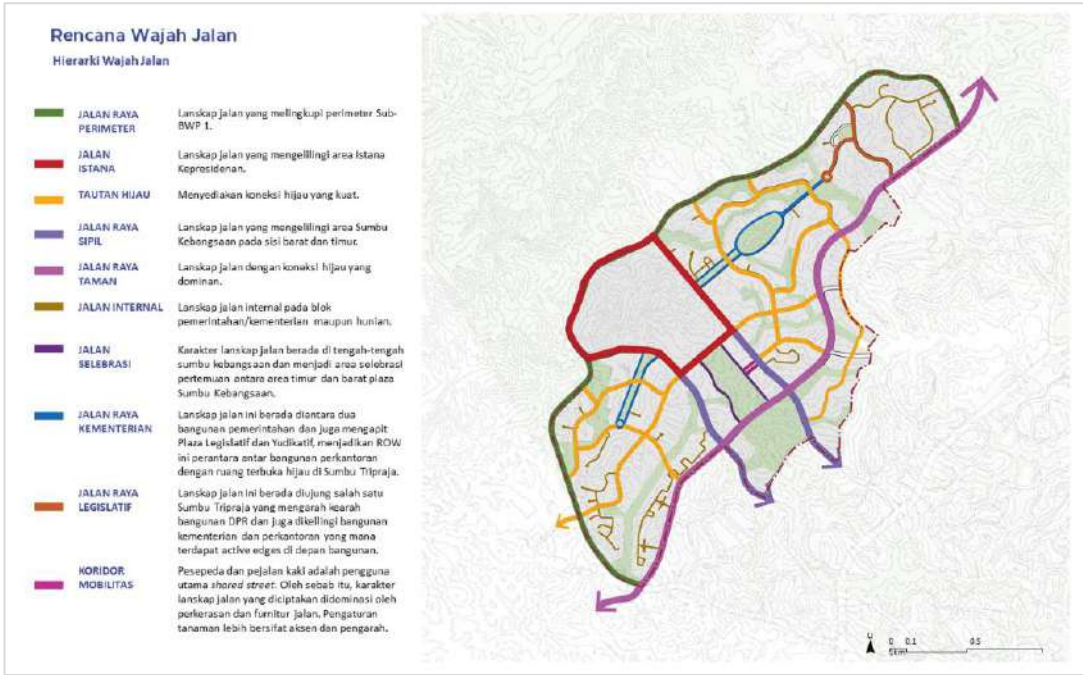 Rencana Wajah Jalan
Hierarki Wajah Jalan
JALAN RAYA
PERIMETER
Lanskap jalan yang melingkupi perimeter Sub-
BWP 1.
JALAN
ISTANA
Lanskap jalan yang mengelilingi area Istana
Kepresidenan.
TAUTAN HIJAU
Menyediakan koneksi hijau yang kuat.
JALAN RAYA
SIPIL
Lanskap jalan yang mengelilingi area Sumbu
Kebangsaan pada sisi barat dan timur.
JALAN RAYA
TAMAN
Lanskap jalan dengan koneksi hijau yang
dominan.
JALAN INTERNAL
Lanskap jalan internal pada blok
pemerintahan/kementerian maupun hunian.
JALAN
SELEBRASI
Karakter lanskap jalan berada di tengah-tengah
sumbu kebangsaan dan menjadi area selebrasi
pertemuan antara area timur dan barat plaza
Sumbu Kebangsaan.
JALAN RAYA
KEMENTERIAN
Lanskap jalan ini berada diantara dua
bangunan pemerintahan dan juga mengapit
Plaza Legislatif dan Yudikatif, menjadikan ROW
ini perantara antar bangunan perkantoran
dengan ruang terbuka hijau di Sumbu Tripraja.
JALAN RAYA
LEGISLATIF
Lanskap jalan ini berada diujung salah satu
Sumbu Tripraja yang mengarah kearah
bangunan DPR dan juga dikellingi bangunan
kementerian dan perkantoran yang mana
terdapat active edges di depan bangunan.
KORIDOR
MOBILITAS
Pesepeda dan pejalan kaki adalah pengguna
utama shared street. Oleh sebab itu, karakter
lanskap jalan yang diciptakan didominasi oleh
perkerasan dan furnitur jalan. Pengaturan
tanaman lebih bersifat aksen dan pengarah.
0 0.1 0.5